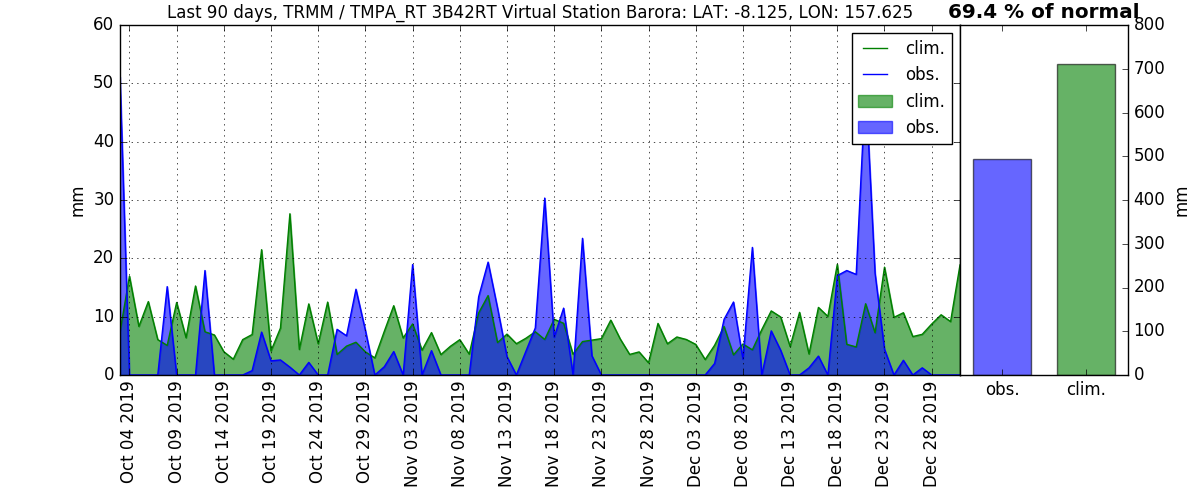 Last 90 days, TRMM / TMPA_RT 3B42RT Virtual Station Barora: LAT: -8.125, LON: 157.625
69.4 % of normal
clim.
obs.
clim.
obs.
mm
60
50
40
30
20
10
0
Oct 04 2019
Oct 09 2019
Oct 14 2019
Oct 19 2019
Oct 24 2019
Oct 29 2019
Nov 03 2019
Nov 08 2019
Nov 13 2019
Nov 18 2019
Nov 23 2019
Nov 28 2019
Dec 03 2019
Dec 08 2019
Dec 13 2019
Dec 18 2019
Dec 23 2019
Dec 28 2019
800
700
600
500
400
300
200
100
0
mm
obs.
clim.